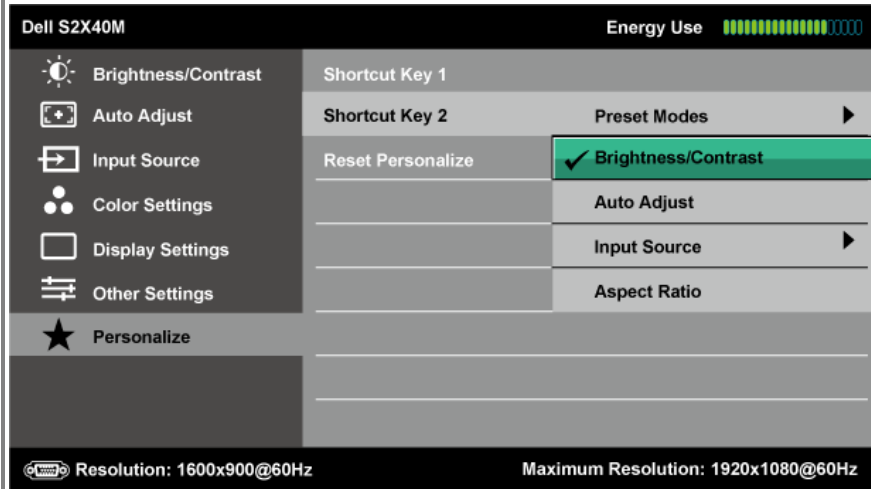 Dell S2X40M Energy Use
Brightness/Contrast Shortcut Key 1
Auto Adjust Shortcut Key 2 Preset Modes
Input Source Reset Personalize Brightness/Contrast
Color Settings Auto Adjust
Display Settings Input Source
Other Settings Aspect Ratio
Personalize
Resolution: 1600x900@60Hz Maximum Resolution: 1920x1080@60Hz